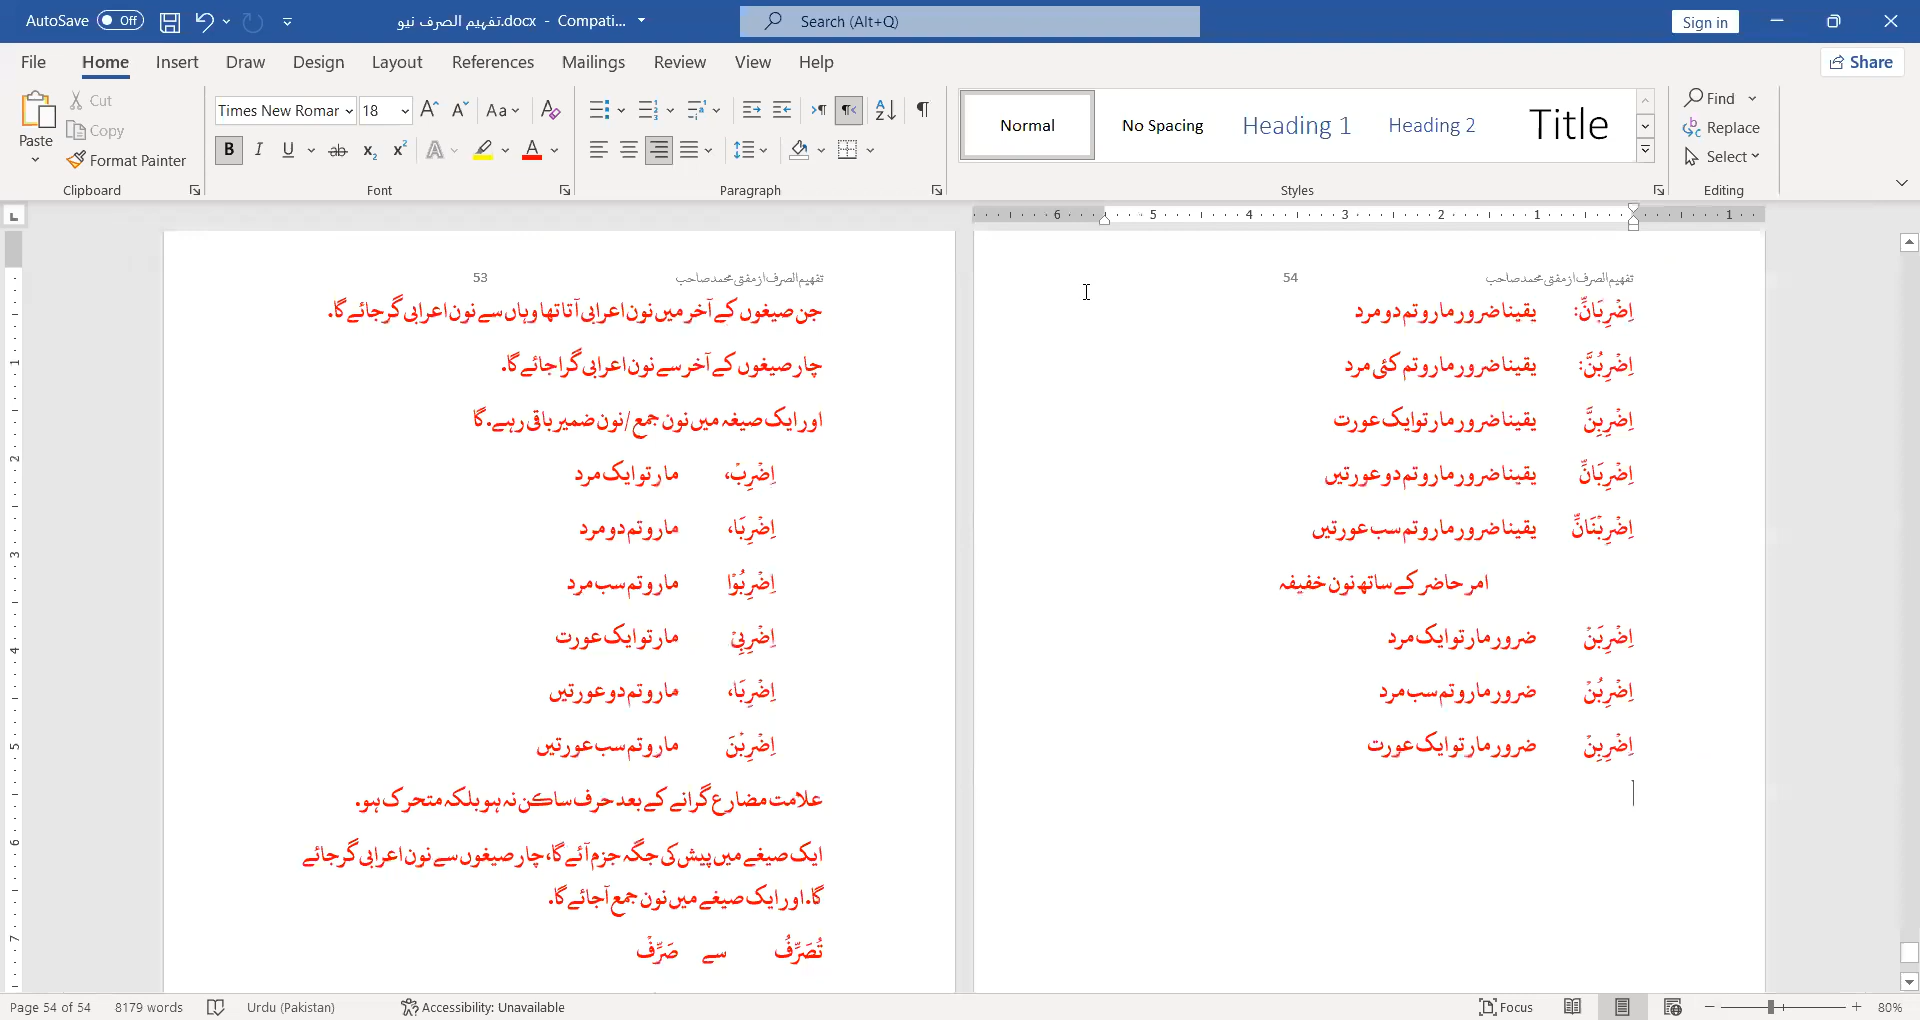 AutoSave Off تفہیم الصرف نیو.docx - Compati... Search (Alt+Q) Sign in
File Home Insert Draw Design Layout References Mailings Review View Help Share
Paste Cut Copy Format Painter
Clipboard
Times New Romar 18
Font
Paragraph
Normal No Spacing Heading 1 Heading 2 Title
Styles
Find Replace Select
Editing
تفہیم الصرف از مفتی محمد صاحب 53
جن صیغوں کے آخر میں نون اعرابی آتا تھا وہاں سے نون اعرابی گر جائے گا۔
چار صیغوں کے آخر سے نون اعرابی گرا جائے گا۔
اور ایک صیغہ میں نون جمع/نون ضمیر باقی رہے۔گا
اِضْرِبْ، مار تو ایک مرد
اِضْرِبَا، مارو تم دو مرد
اِضْرِبُوْا مارو تم سب مرد
اِضْرِبِیْ مار تو ایک عورت
اِضْرِبَا، مارو تم دو عورتیں
اِضْرِبْنَ مارو تم سب عورتیں
علامت مضارع گرانے کے بعد حرف ساکن نہ ہو بلکہ متحرک ہو۔
ایک صیغے میں پیش کی جگہ جزم آئے گا، چار صیغوں سے نون اعرابی گر جائے
گا۔ اور ایک صیغے میں نون جمع آجائے گا۔
تُصَرِّفُ سے صَرِّفْ
تفہیم الصرف از مفتی محمد صاحب 54
اِضْرِبَانِّ: یقینا ضرور مارو تم دو مرد
اِضْرِبُنَّ: یقینا ضرور مارو تم کئی مرد
اِضْرِبِنَّ یقینا ضرور مار تو ایک عورت
اِضْرِبَانِّ یقینا ضرور مارو تم دو عورتیں
اِضْرِبْنَانِّ یقینا ضرور مارو تم سب عورتیں
امر حاضر کے ساتھ نون خفیفہ
اِضْرِبَنْ ضرور مار تو ایک مرد
اِضْرِبُنْ ضرور مارو تم سب مرد
اِضْرِبِنْ ضرور مار تو ایک عورت
Page 54 of 54 8179 words Urdu (Pakistan) Accessibility: Unavailable Focus 80%